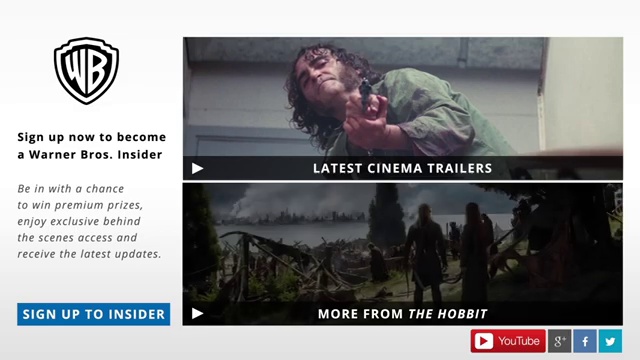 WB
Sign up now to become
a Warner Bros. Insider
Be in with a chance
to win premium prizes,
enjoy exclusive behind
the scenes access and
receive the latest updates.
SIGN UP TO INSIDER
LATEST CINEMA TRAILERS
MORE FROM THE HOBBIT
YouTube
g+
f